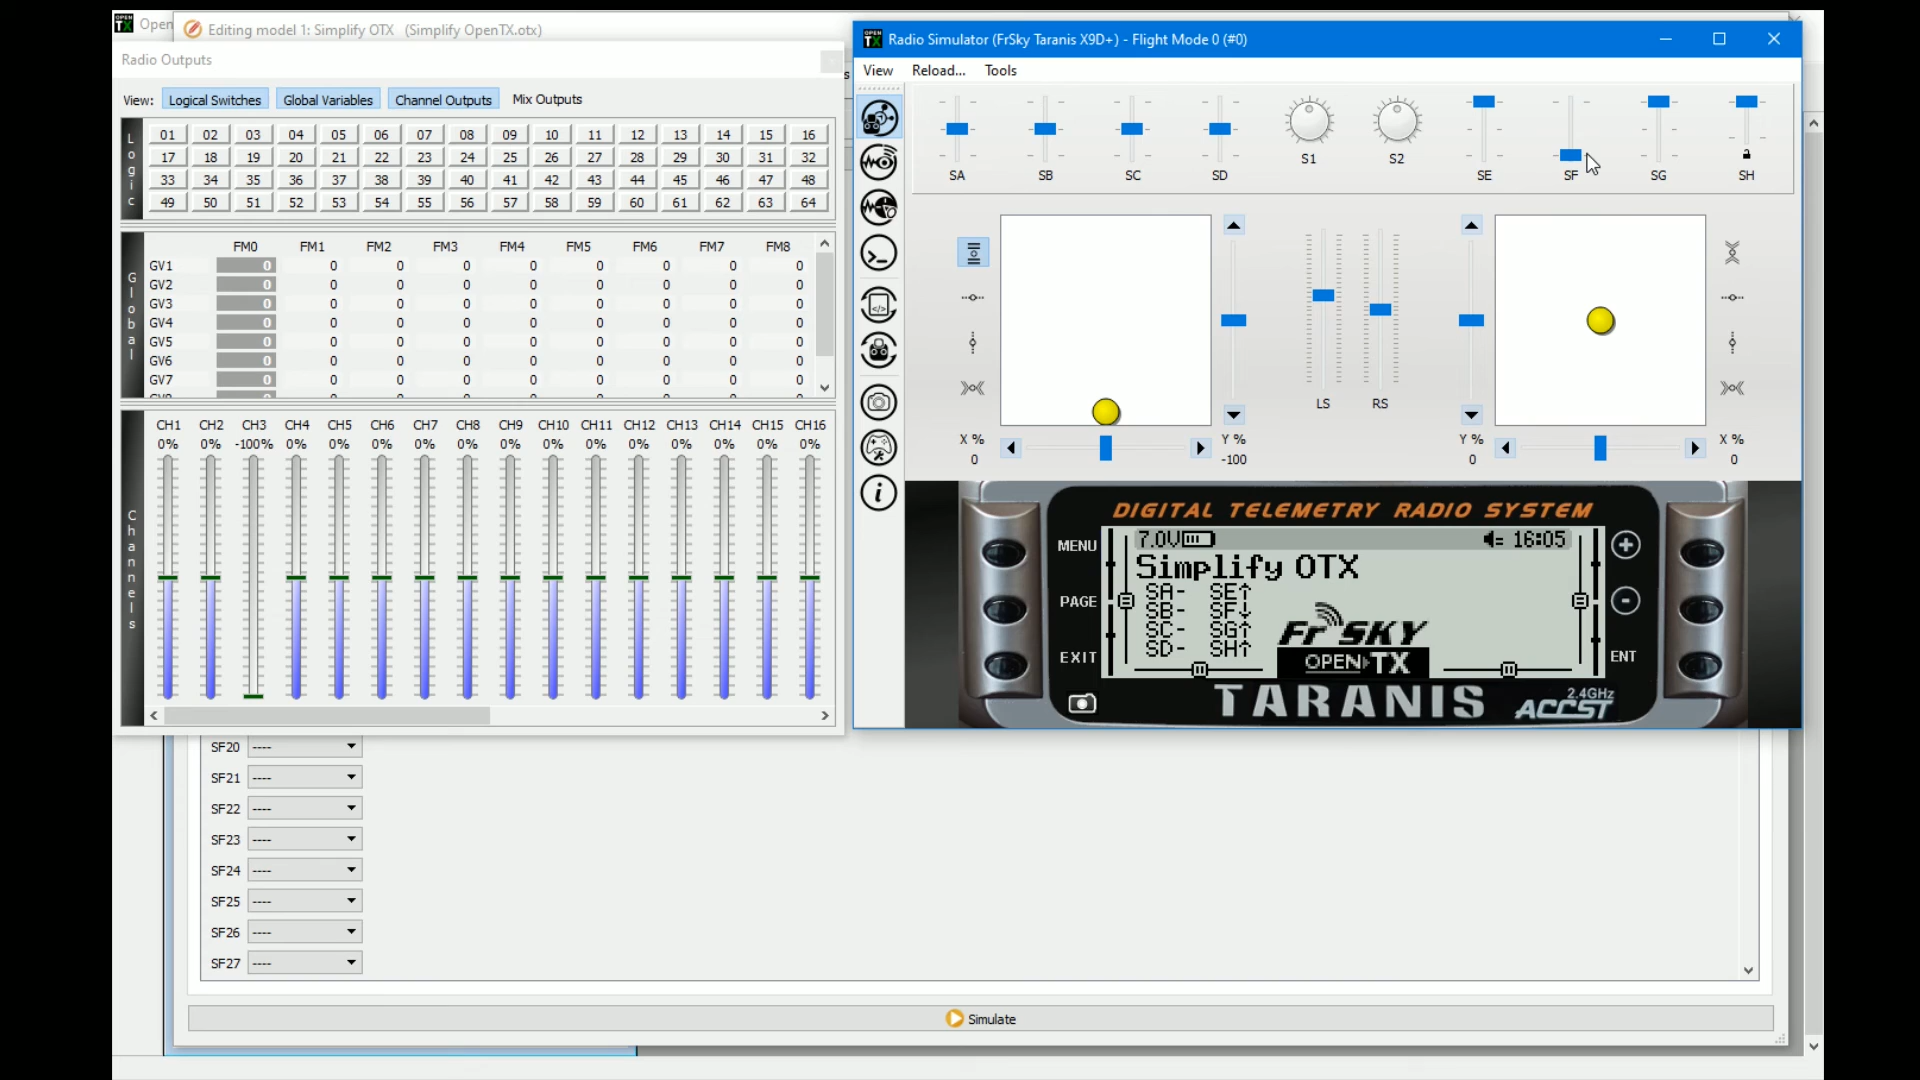 Open
Editing model 1: Simplify OTX (Simplify OpenTX.otx)
Radio Outputs
View: Logical Switches Global Variables Channel Outputs Mix Outputs
Logic
01 02 03 04 05 06 07 08 09 10 11 12 13 14 15 16
17 18 19 20 21 22 23 24 25 26 27 28 29 30 31 32
33 34 35 36 37 38 39 40 41 42 43 44 45 46 47 48
49 50 51 52 53 54 55 56 57 58 59 60 61 62 63 64
Global
FM0 FM1 FM2 FM3 FM4 FM5 FM6 FM7 FM8
GV1 0 0 0 0 0 0 0 0 0
GV2 0 0 0 0 0 0 0 0 0
GV3 0 0 0 0 0 0 0 0 0
GV4 0 0 0 0 0 0 0 0 0
GV5 0 0 0 0 0 0 0 0 0
GV6 0 0 0 0 0 0 0 0 0
GV7 0 0 0 0 0 0 0 0 0
Channels
CH1 CH2 CH3 CH4 CH5 CH6 CH7 CH8 CH9 CH10 CH11 CH12 CH13 CH14 CH15 CH16
0% 0% -100% 0% 0% 0% 0% 0% 0% 0% 0% 0% 0% 0% 0% 0%
SF20 ----
SF21 ----
SF22 ----
SF23 ----
SF24 ----
SF25 ----
SF26 ----
SF27 ----
Simulate
Radio Simulator (FrSky Taranis X9D+) - Flight Mode 0 (#0)
View Reload... Tools
S1 S2
SA SB SC SD SE SF SG SH
LS RS
X % Y % Y % X %
0 -100 0 0
DIGITAL TELEMETRY RADIO SYSTEM
MENU
PAGE
EXIT
7.0V 16:05
Simplify OTX
SA- SE↑
SB- SF↓
SC- SG↑
SD- SH↑
FrSKY
OPEN TX
+
-
ENT
TARANIS
2.4GHz
ACCST